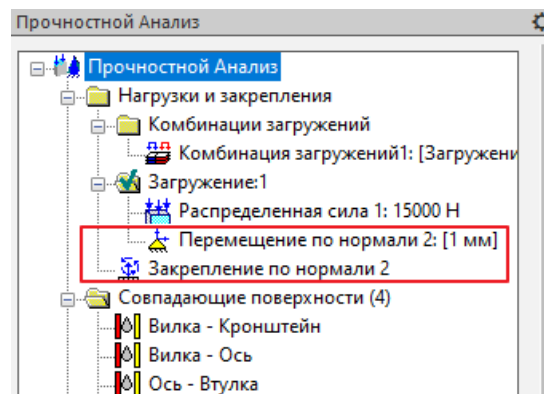 Прочностной Анализ
Прочностной Анализ
Нагрузки и закрепления
Комбинации загружений
Комбинация загружений1: [Загружени
Загружение:1
Распределенная сила 1: 15000 Н
Перемещение по нормали 2: [1 мм]
Закрепление по нормали 2
Совпадающие поверхности (4)
Вилка - Кронштейн
Вилка - Ось
Ось - Втулка